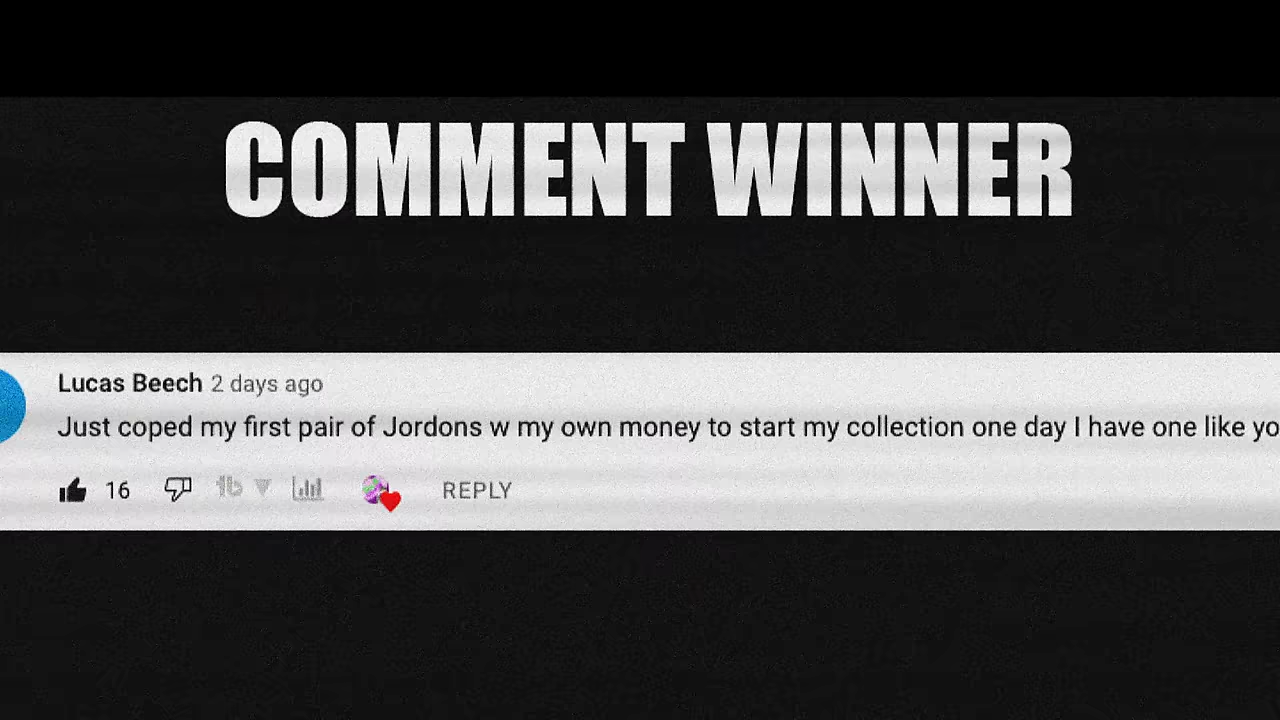 COMMENT WINNER
Lucas Beech 2 days ago
Just coped my first pair of Jordons w my own money to start my collection one day I have one like yo
16 REPLY